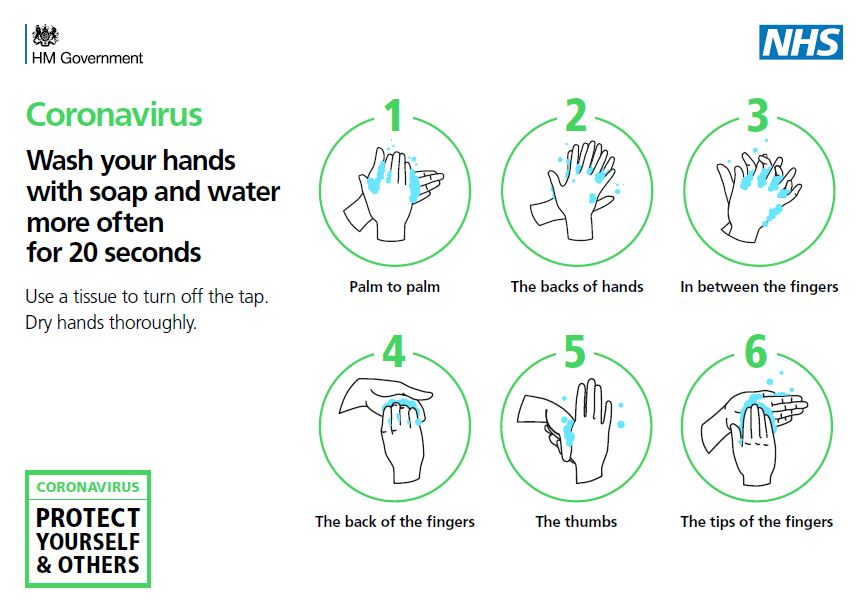 HM Government
NHS
Coronavirus
Wash your hands
with soap and water
more often
for 20 seconds
Use a tissue to turn off the tap.
Dry hands thoroughly.
1
Palm to palm
2
The backs of hands
3
In between the fingers
4
The back of the fingers
5
The thumbs
6
The tips of the fingers
CORONAVIRUS
PROTECT
YOURSELF
& OTHERS